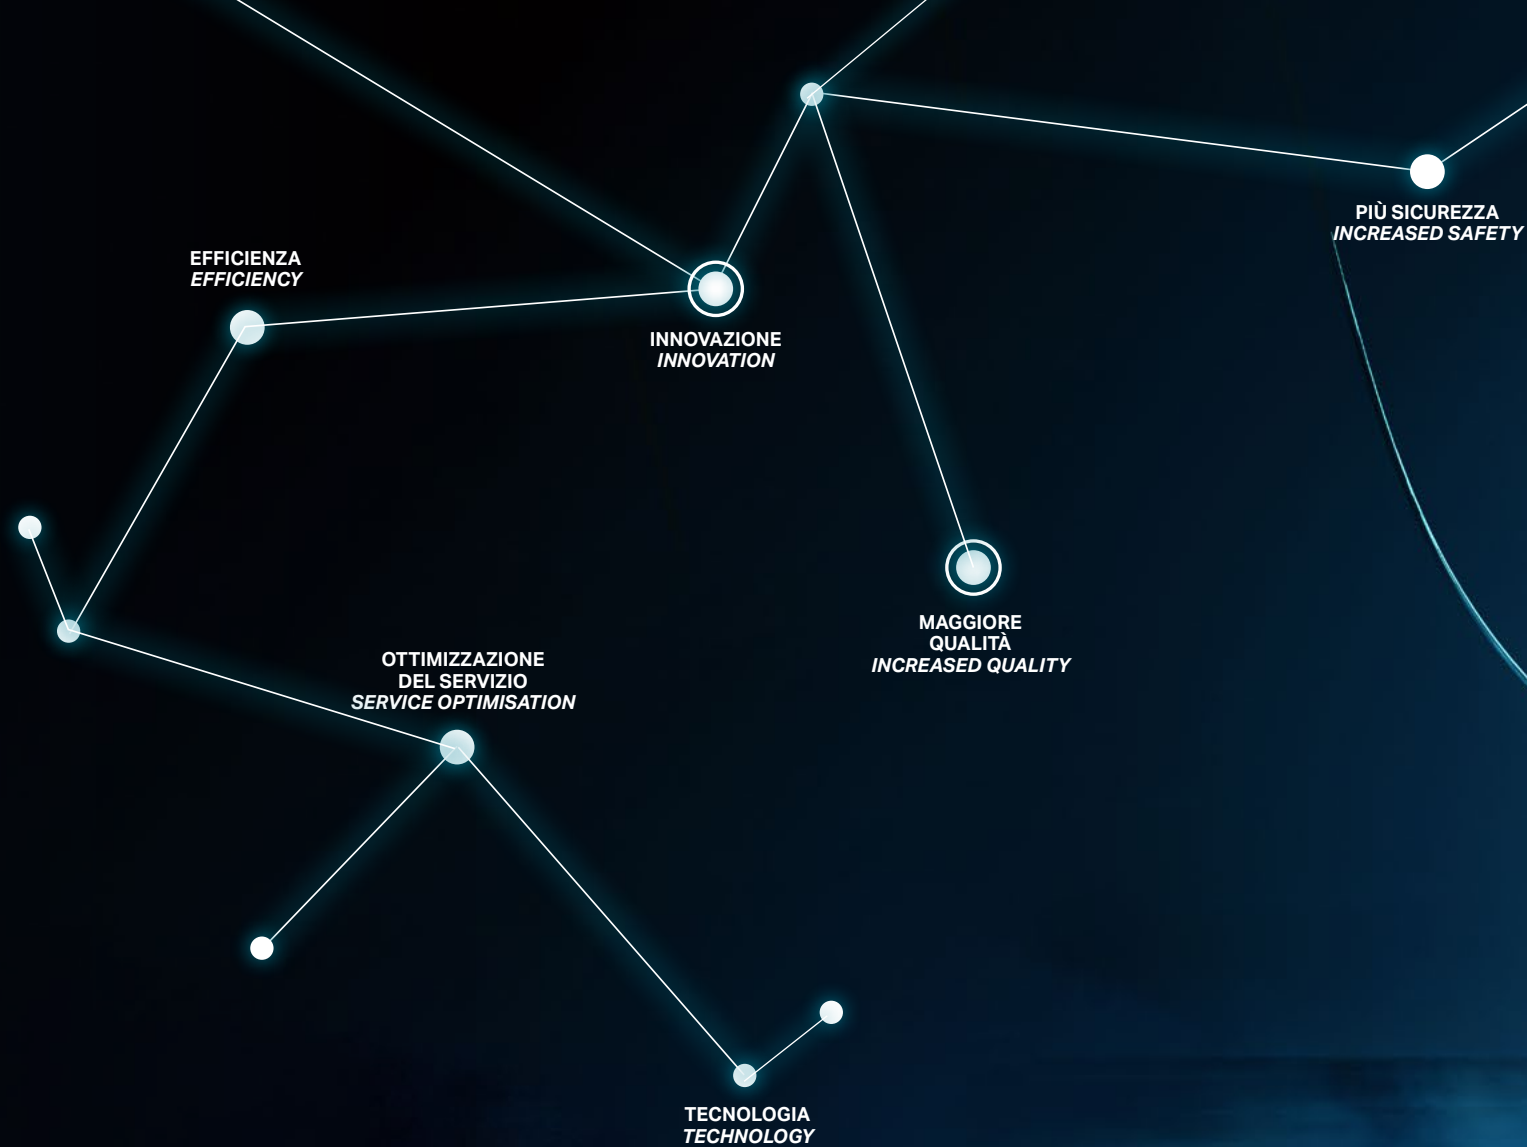 PIÙ SICUREZZA
INCREASED SAFETY
EFFICIENZA
EFFICIENCY
INNOVAZIONE
INNOVATION
MAGGIORE
QUALITÀ
INCREASED QUALITY
OTTIMIZZAZIONE
DEL SERVIZIO
SERVICE OPTIMISATION
TECNOLOGIA
TECHNOLOGY